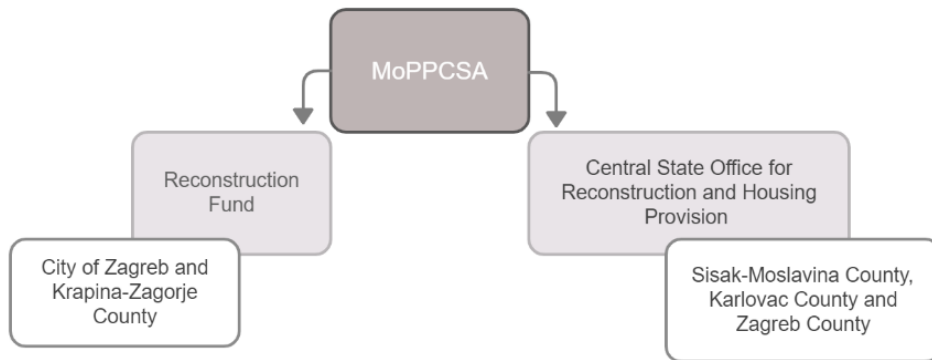 MoPPCSA
Reconstruction
Fund
Central State Office for
Reconstruction and Housing
Provision
City of Zagreb and
Krapina-Zagorje
County
Sisak-Moslavina County,
Karlovac County and
Zagreb County